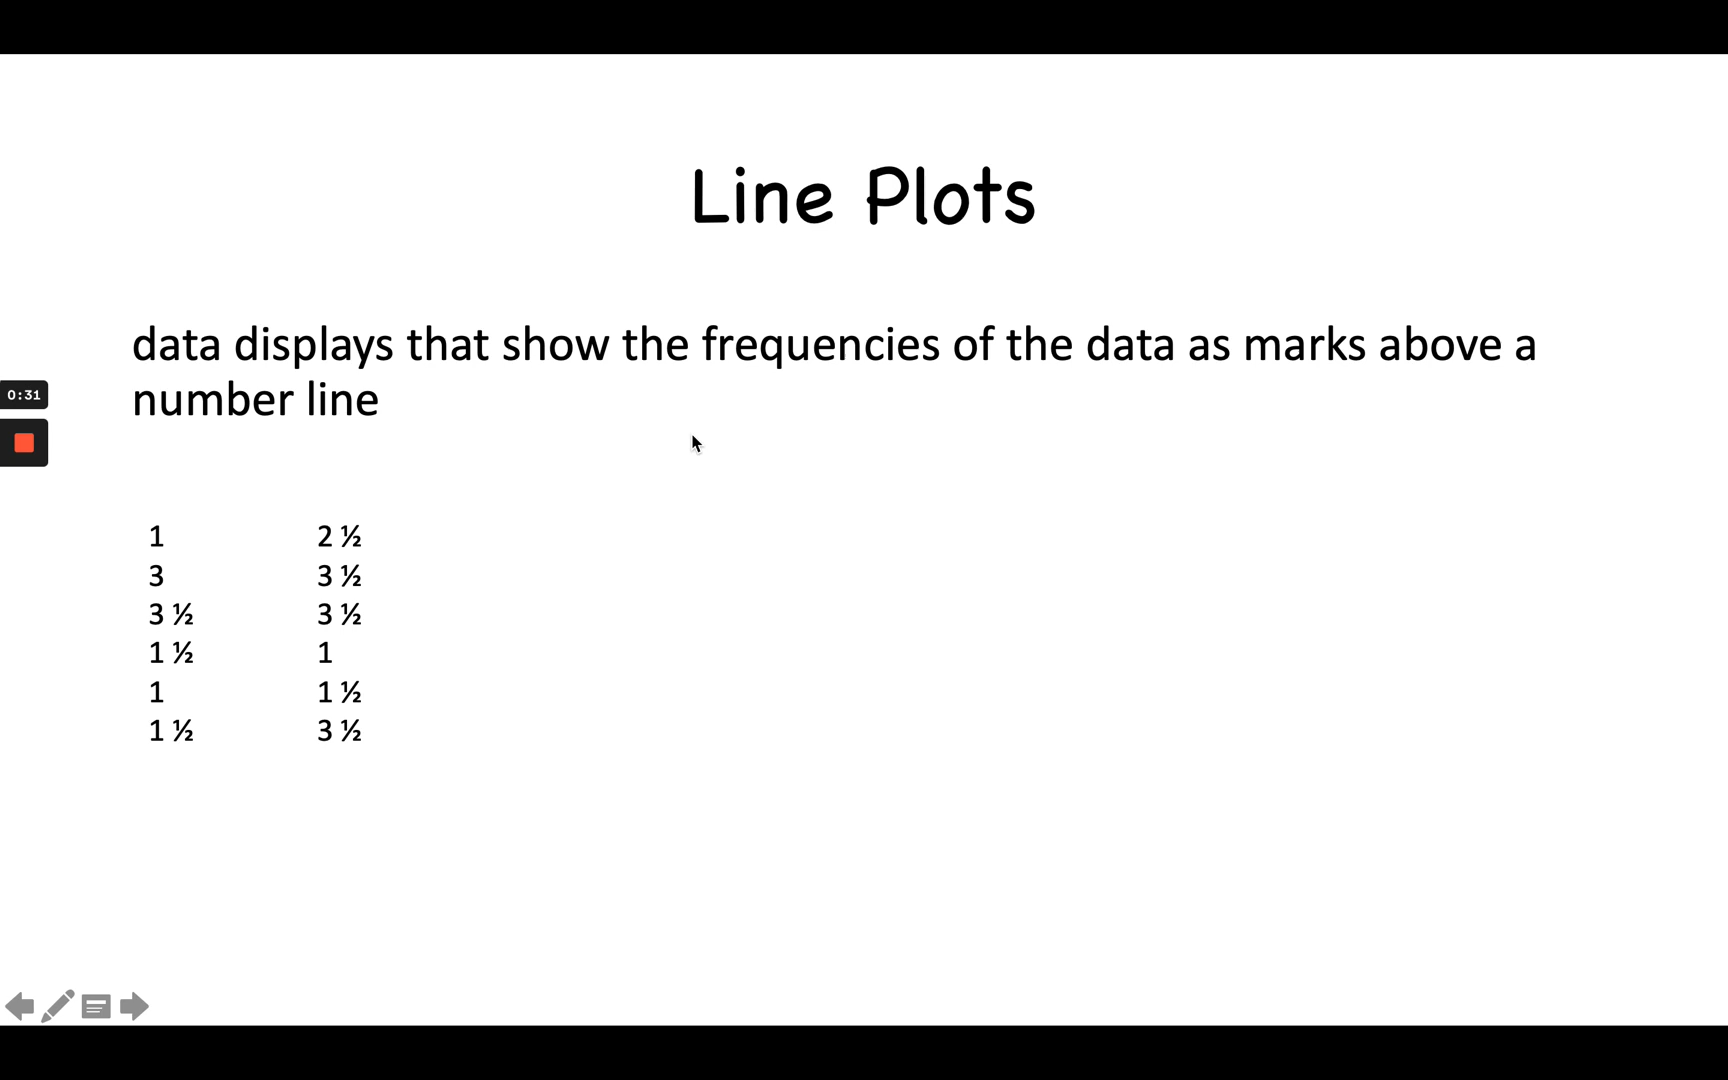 Line Plots
data displays that show the frequencies of the data as marks above a
number line
0:31
1 2 ½
3 3 ½
3 ½ 3 ½
1 ½ 1
1 1 ½
1 ½ 3 ½